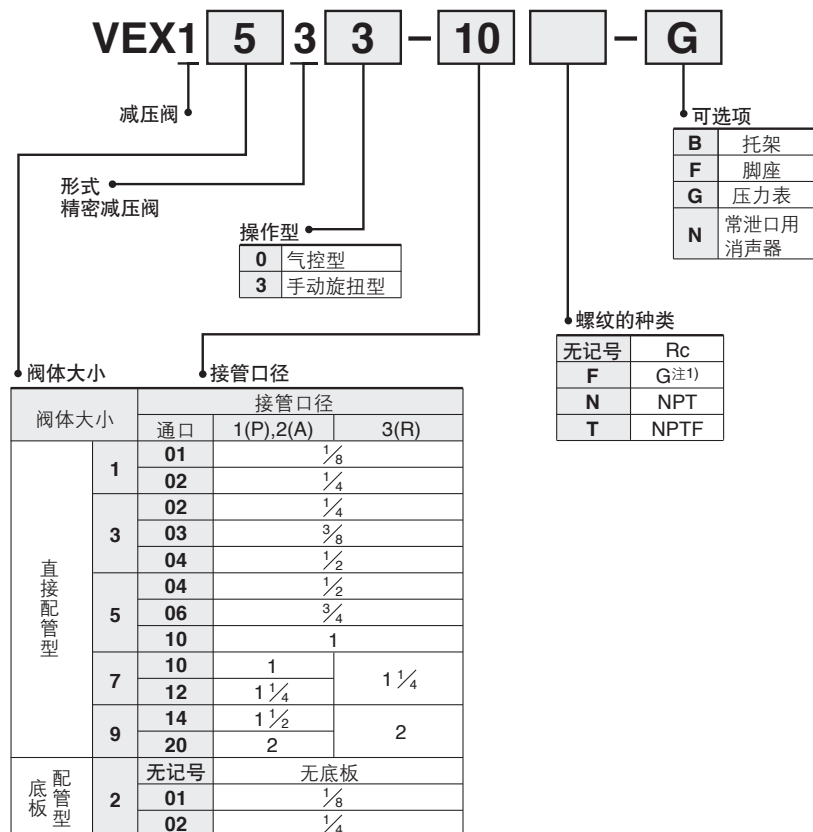 VEX1 5 3 3 – 10 – G
减压阀
形式
精密减压阀
操作型
0 气控型
3 手动旋扭型
可选项
B 托架
F 脚座
G 压力表
N 常泄口用
消声器
螺纹的种类
无记号 Rc
F G注1)
N NPT
T NPTF
阀体大小
接管口径
阀体大小 接管口径
通口 1(P),2(A) 3(R)
直接配管型
1 01 1/8
02 1/4
3 02 1/4
03 3/8
04 1/2
5 04 1/2
06 3/4
10 1
7 10 1 1 1/4
12 1 1/4
9 14 1 1/2 2
20 2
底板配管型
2 无记号 无底板
01 1/8
02 1/4